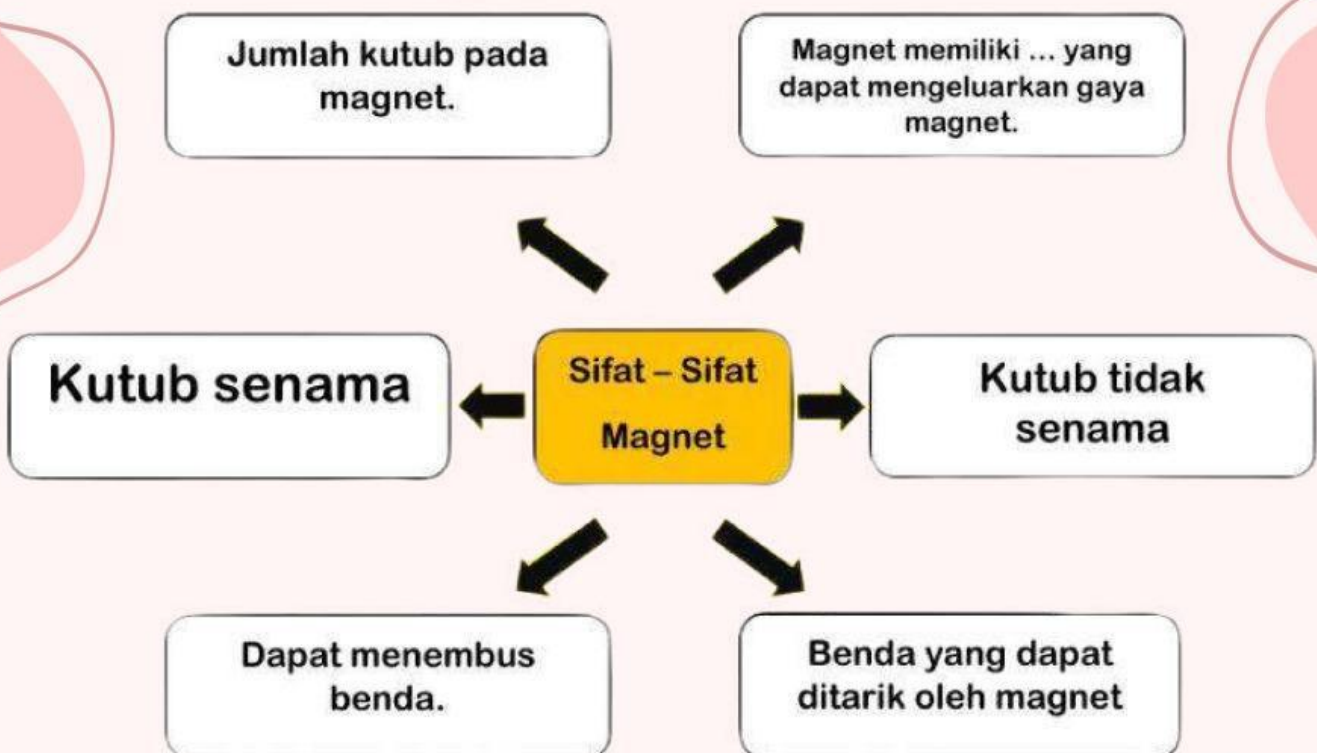 Jumlah kutub pada
magnet.
Magnet memiliki ... yang
dapat mengeluarkan gaya
magnet.
Kutub senama
Sifat – Sifat
Magnet
Kutub tidak
senama
Dapat menembus
benda.
Benda yang dapat
ditarik oleh magnet